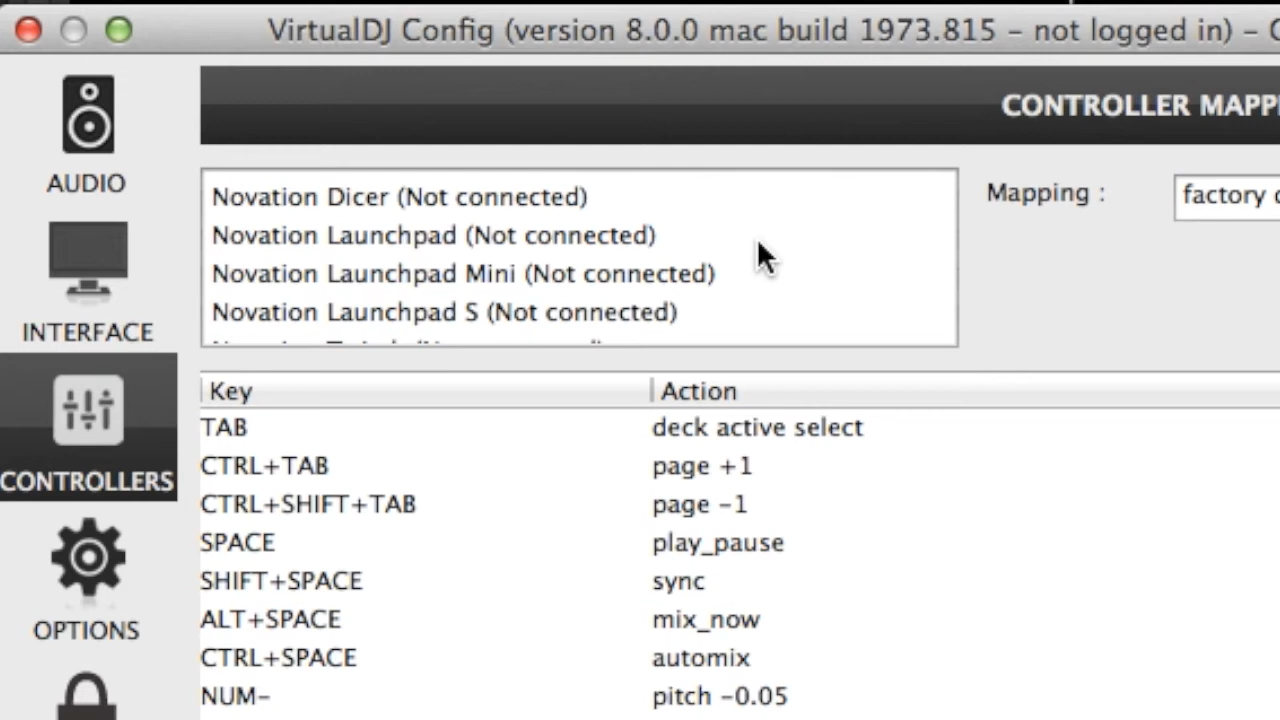 VirtualDJ Config (version 8.0.0 mac build 1973.815 - not logged in) -
AUDIO
INTERFACE
CONTROLLERS
OPTIONS
CONTROLLER
Novation Dicer (Not connected)
Novation Launchpad (Not connected)
Novation Launchpad Mini (Not connected)
Novation Launchpad S (Not connected)
Mapping :
factory
Key Action
TAB deck active select
CTRL+TAB page +1
CTRL+SHIFT+TAB page -1
SPACE play_pause
SHIFT+SPACE sync
ALT+SPACE mix_now
CTRL+SPACE automix
NUM- pitch -0.05